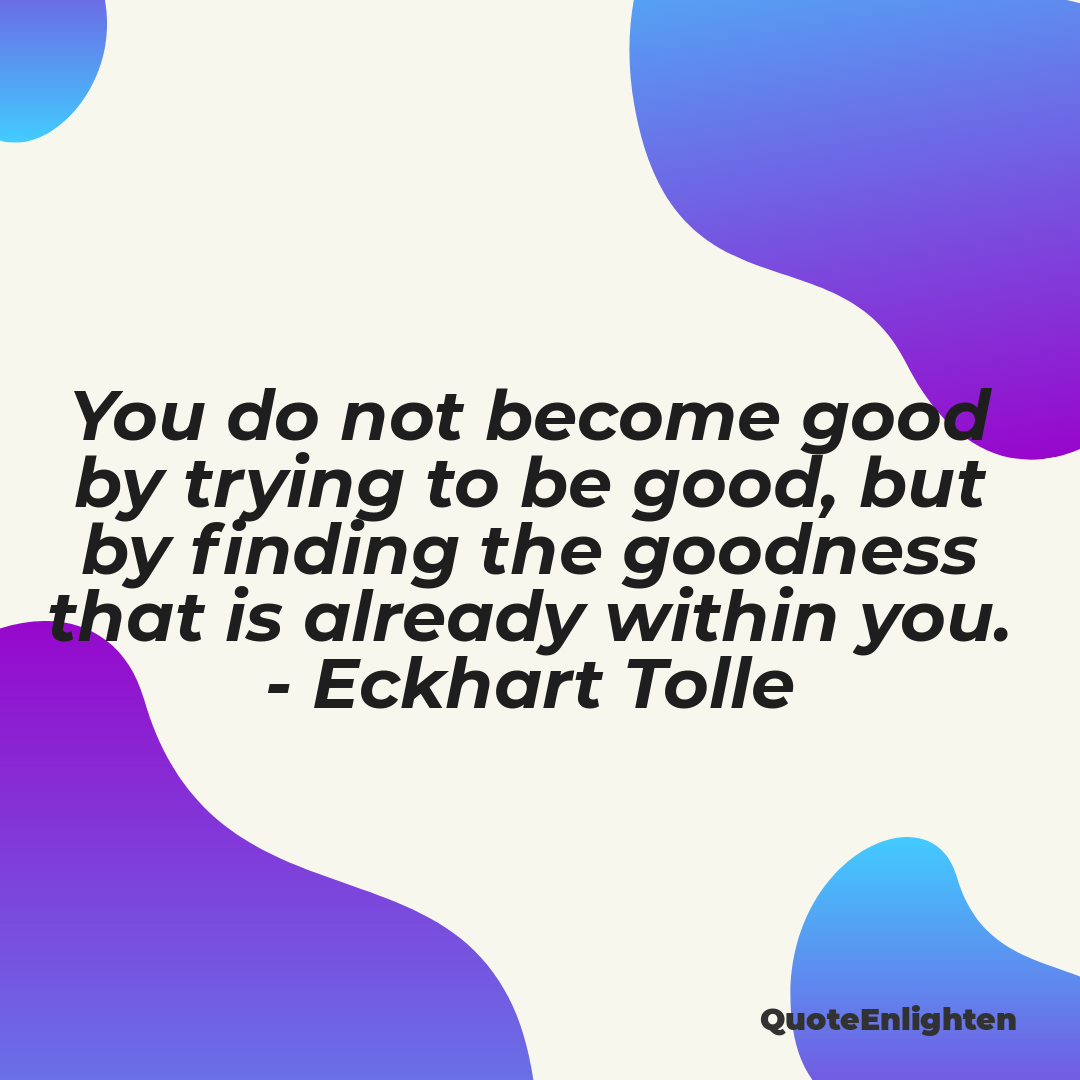 You do not become good
by trying to be good, but
by finding the goodness
that is already within you.
- Eckhart Tolle
QuoteEnlighten